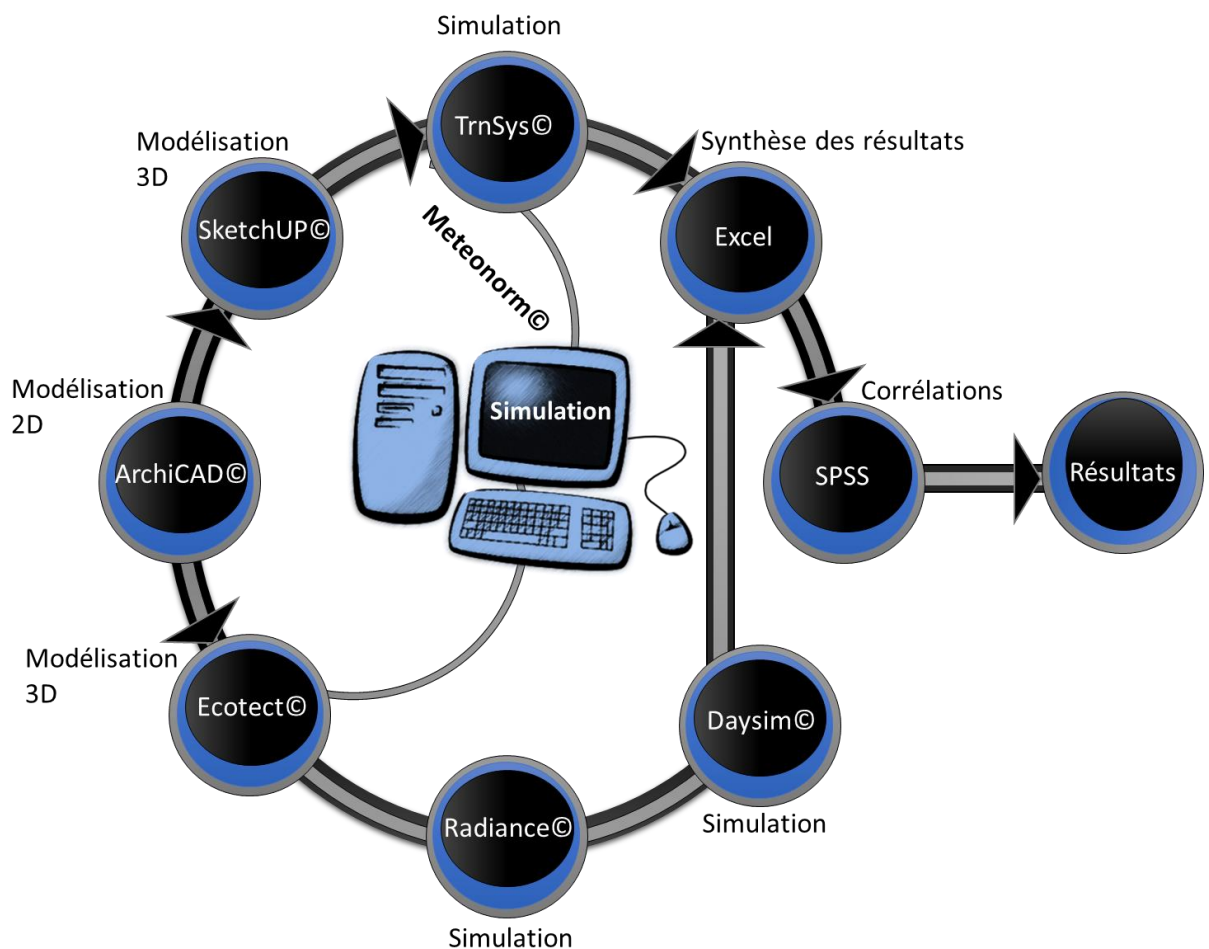 Simulation
TrnSys©
Modélisation
3D
Synthèse des résultats
SketchUP©
Excel
Meteonorm©
Modélisation
2D
Simulation
Corrélations
ArchiCAD©
SPSS
Résultats
Modélisation
3D
Ecotect©
Daysim©
Radiance©
Simulation
Simulation